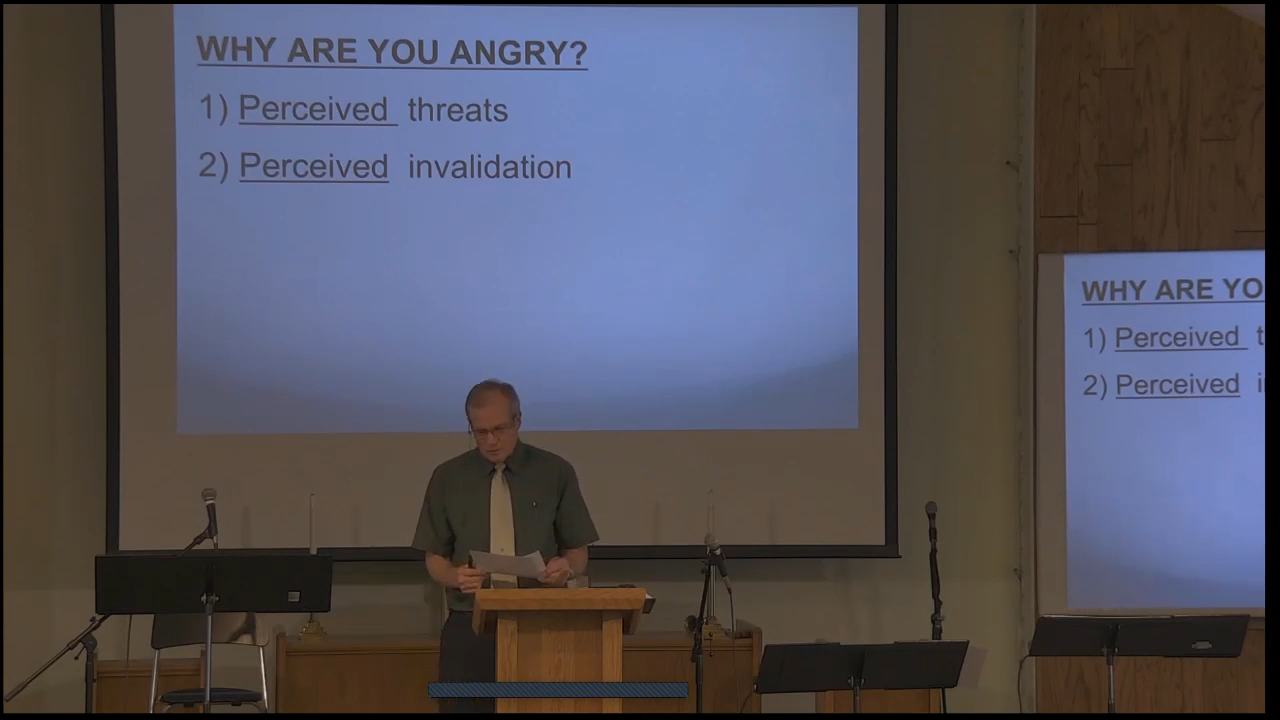 WHY ARE YOU ANGRY?
1) Perceived threats
2) Perceived invalidation
WHY ARE YO
1) Perceived t
2) Perceived i